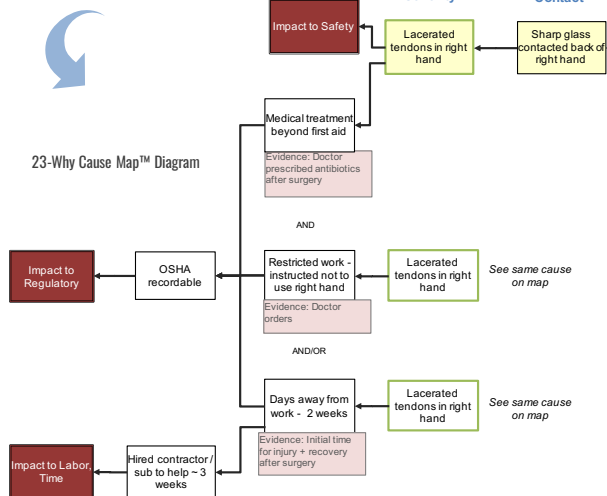 Contact
Impact to Safety
Lacerated
tendons in right
hand
Sharp glass
contacted back of
right hand
Medical treatment
beyond first aid
Evidence: Doctor
prescribed antibiotics
after surgery
23-Why Cause Map™ Diagram
AND
Impact to
Regulatory
OSHA
recordable
Restricted work -
instructed not to
use right hand
Lacerated
tendons in right
hand
See same cause
on map
Evidence: Doctor
orders
AND/OR
Days away from
work - 2 weeks
Lacerated
tendons in right
hand
See same cause
on map
Evidence: Initial time
for injury + recovery
after surgery
Impact to Labor,
Time
Hired contractor /
sub to help ~ 3
weeks